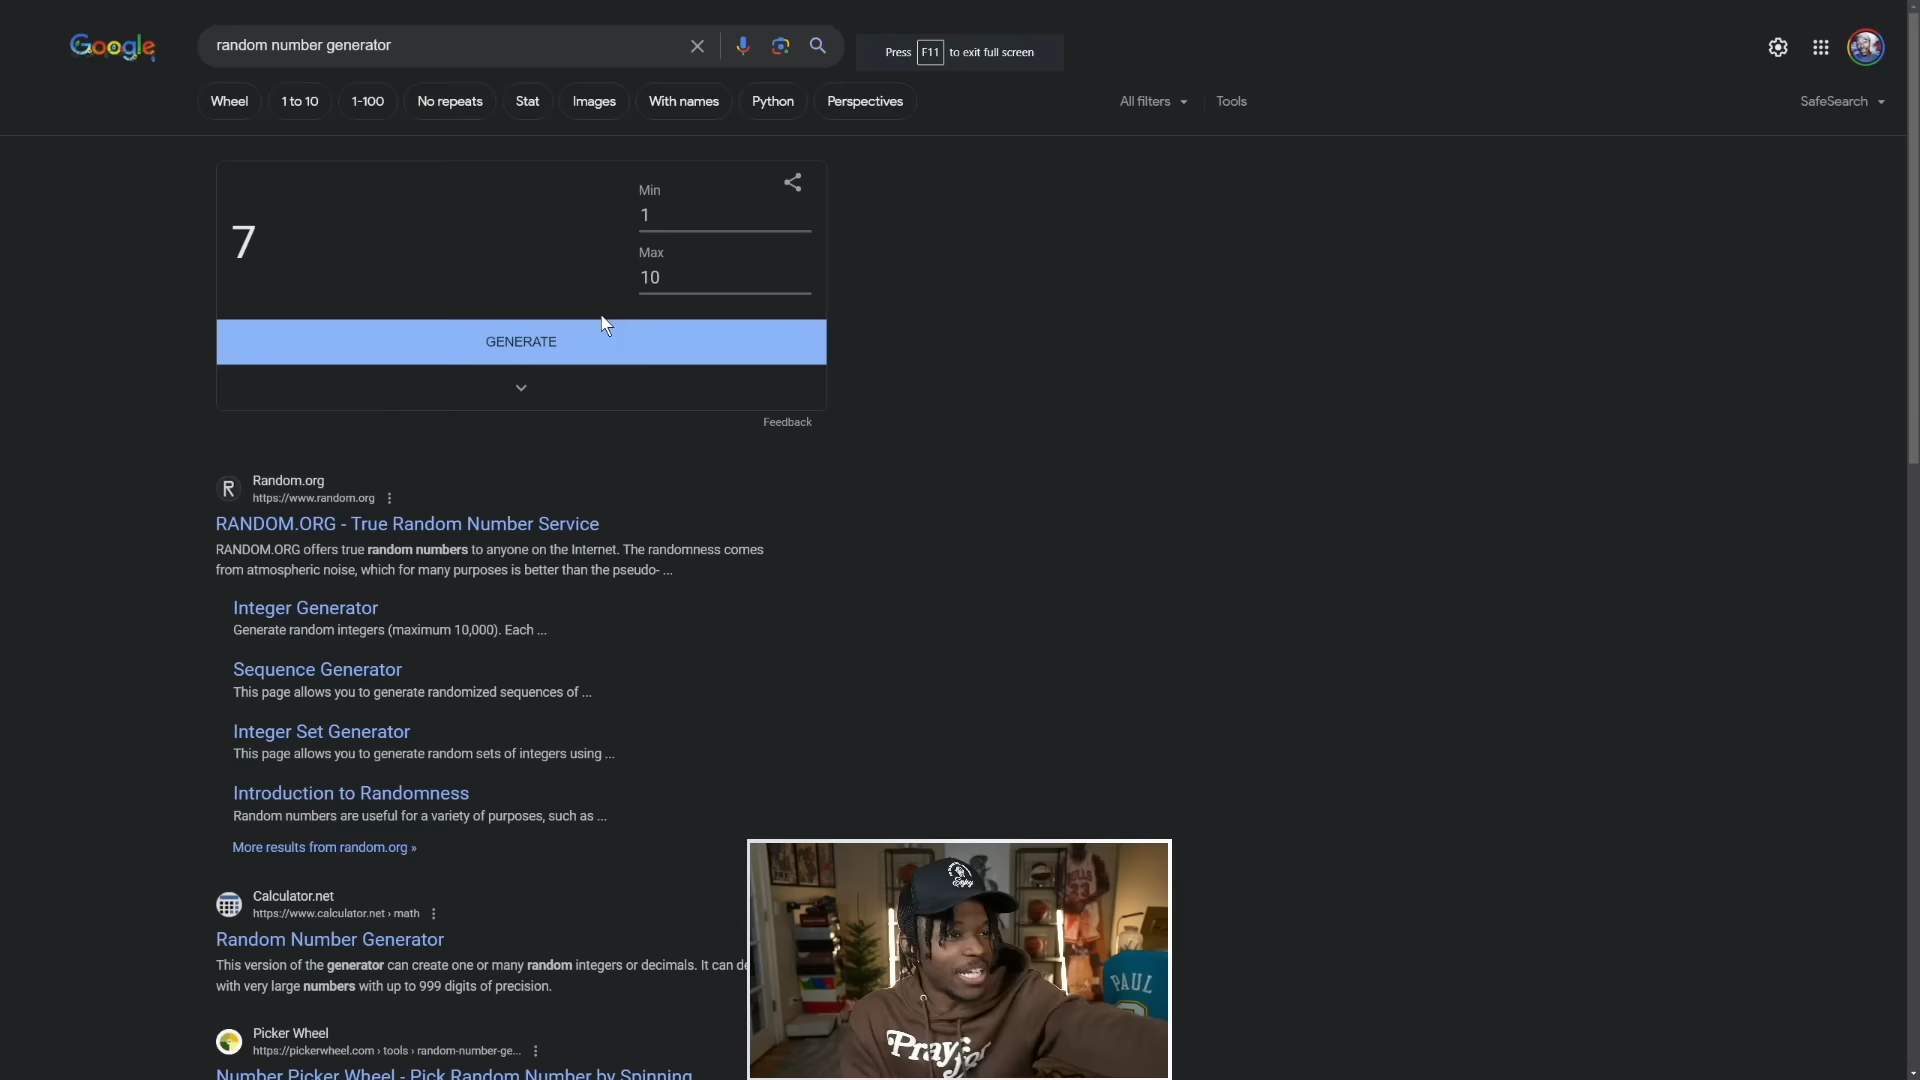 Google
random number generator
Press F11 to exit full screen
Wheel
1 to 10
1-100
No repeats
Stat
Images
With names
Python
Perspectives
All filters
Tools
SafeSearch
7
Min
1
Max
10
GENERATE
Feedback
R
Random.org
https://www.random.org
RANDOM.ORG - True Random Number Service
RANDOM.ORG offers true random numbers to anyone on the Internet. The randomness comes
from atmospheric noise, which for many purposes is better than the pseudo- ...
Integer Generator
Generate random integers (maximum 10,000). Each ...
Sequence Generator
This page allows you to generate randomized sequences of ...
Integer Set Generator
This page allows you to generate random sets of integers using ...
Introduction to Randomness
Random numbers are useful for a variety of purposes, such as ...
More results from random.org »
Calculator.net
https://www.calculator.net › math
Random Number Generator
This version of the generator can create one or many random integers or decimals. It can de
with very large numbers with up to 999 digits of precision.
Picker Wheel
https://pickerwheel.com › tools › random-number-ge...
Number Picker Wheel - Pick Random Number by Spinning
Enjoy
BULLS
23
PAUL
Pray
for